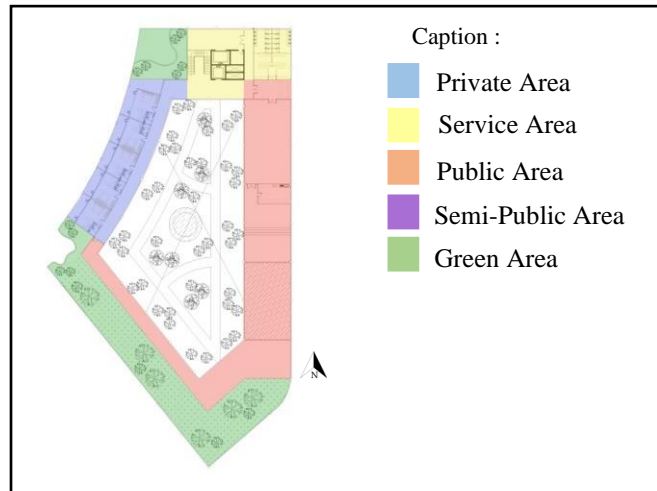 Caption :
Private Area
Service Area
Public Area
Semi-Public Area
Green Area
N